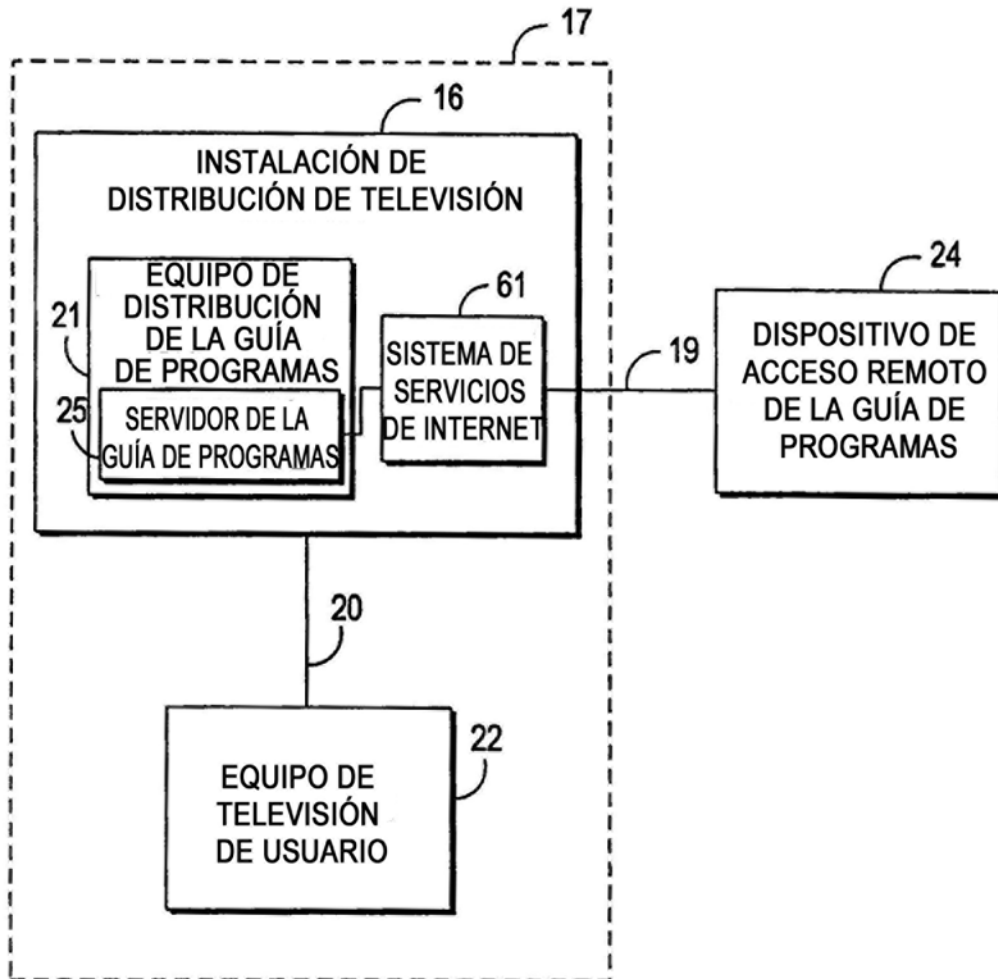 17
16
INSTALACIÓN DE
DISTRIBUCIÓN DE TELEVISIÓN
21
EQUIPO DE
DISTRIBUCIÓN
DE LA GUÍA
DE PROGRAMAS
25
SERVIDOR DE LA
GUÍA DE PROGRAMAS
61
SISTEMA DE
SERVICIOS
DE INTERNET
19
24
DISPOSITIVO DE
ACCESO REMOTO
DE LA GUÍA DE
PROGRAMAS
20
22
EQUIPO DE
TELEVISIÓN
DE USUARIO